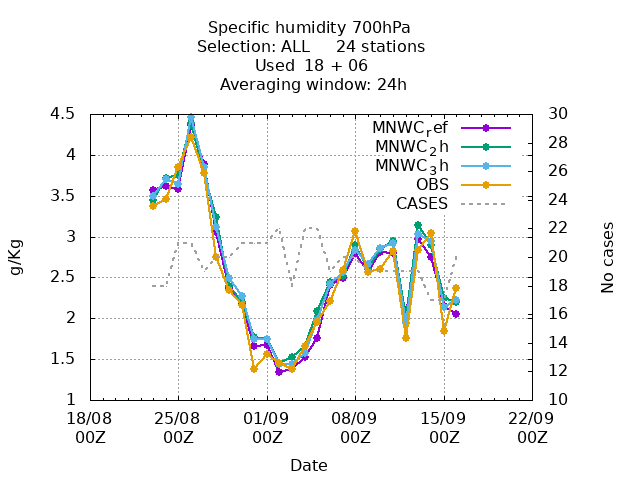 Specific humidity 700hPa
Selection: ALL     24 stations
Used  18 + 06
Averaging window: 24h
MNWC_ref
MNWC_2h
MNWC_3h
OBS
CASES
4.5
4
3.5
3
2.5
2
1.5
1
g/Kg
30
28
26
24
22
20
18
16
14
12
10
No cases
18/08 25/08 01/09 08/09 15/09 22/09
00Z 00Z 00Z 00Z 00Z 00Z
Date